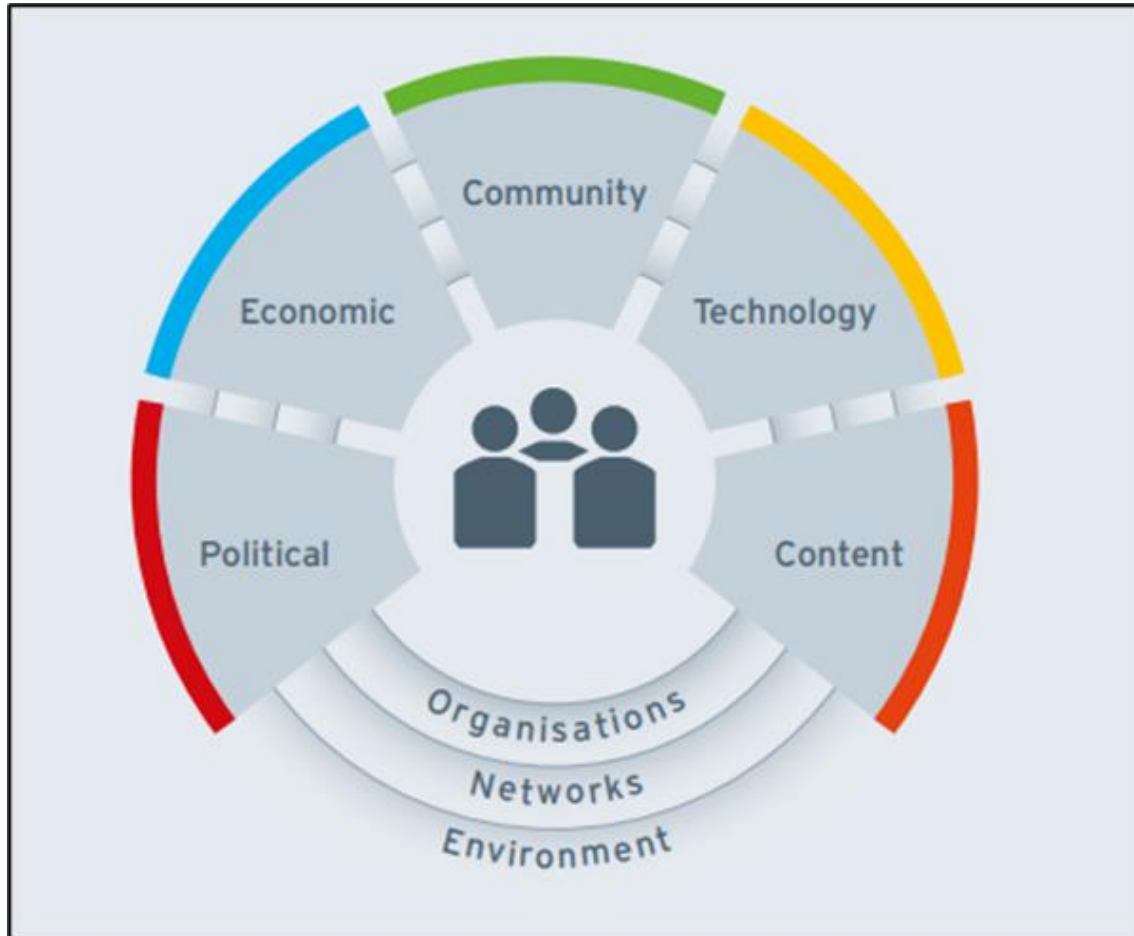 Community
Economic
Technology
Political
Content
Organisations
Networks
Environment